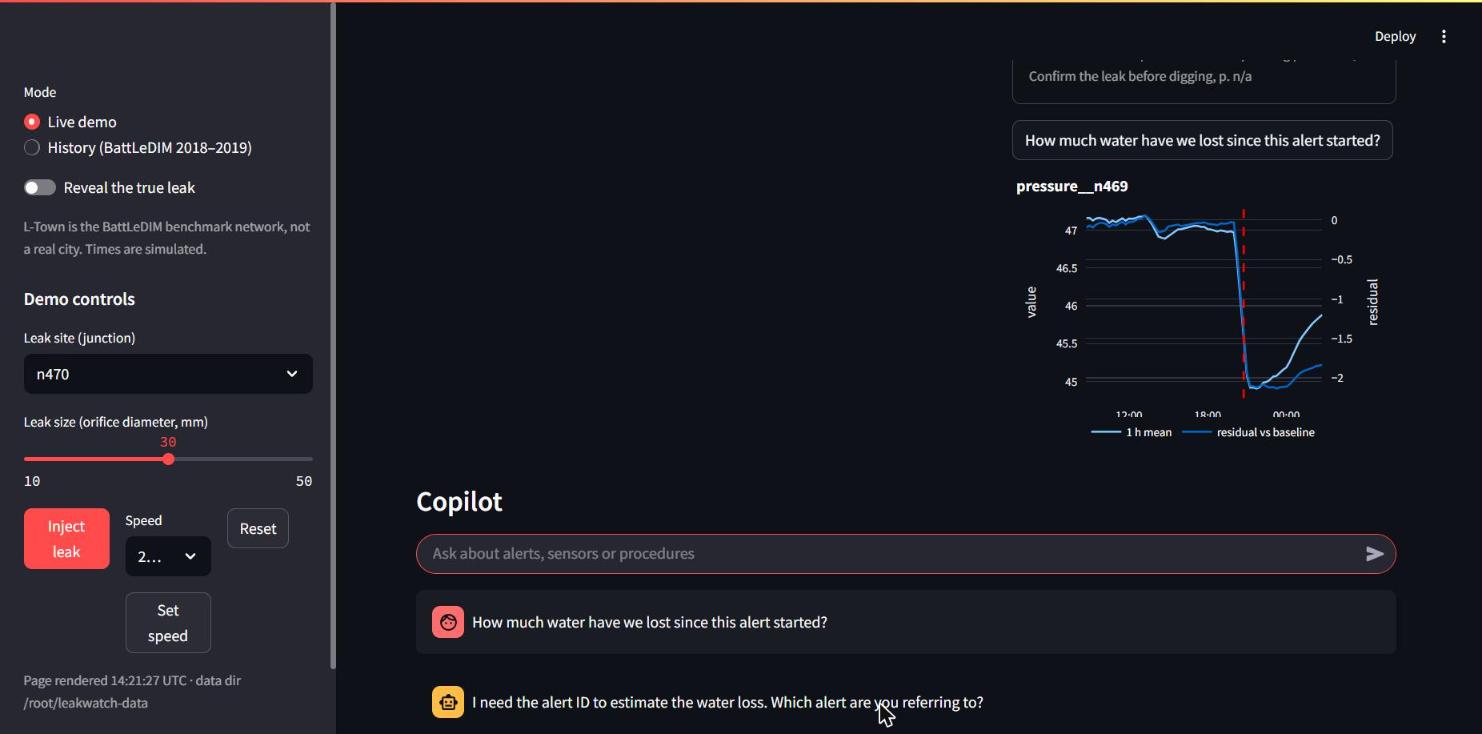 Deploy
Mode
Live demo
History (BattLeDIM 2018–2019)
Reveal the true leak
L-Town is the BattLeDIM benchmark network, not
a real city. Times are simulated.
Demo controls
Leak site (junction)
n470
Leak size (orifice diameter, mm)
30
10
50
Inject
leak
Speed
2...
Reset
Set
speed
Page rendered 14:21:27 UTC · data dir
/root/leakwatch-data
Confirm the leak before digging, p. n/a
How much water have we lost since this alert started?
pressure__n469
47
46.5
46
45.5
45
value
0
−0.5
−1
−1.5
−2
residual
12:00
18:00
00:00
1 h mean
residual vs baseline
Copilot
Ask about alerts, sensors or procedures
How much water have we lost since this alert started?
I need the alert ID to estimate the water loss. Which alert are you referring to?